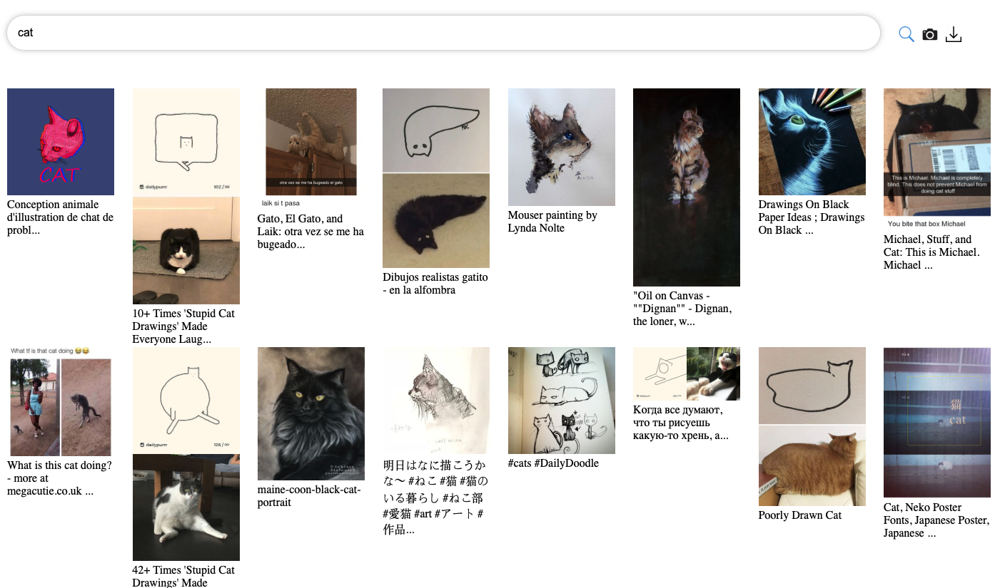 cat
CAT
Conception animale
d'illustration de chat de
probl...
dailypurrr
102/∞
10+ Times 'Stupid Cat
Drawings' Made
Everyone Laug...
otra vez se me ha bugeado el gato
laik si t pasa
Gato, El Gato, and
Laik: otra vez se me ha
bugeado...
Dibujos realistas gatito
- en la alfombra
Mouser painting by
Lynda Nolte
"Oil on Canvas -
""Dignan"" - Dignan,
the loner, w...
Drawings On Black
Paper Ideas ; Drawings
On Black ...
This is Michael. Michael is completely
blind. This does not prevent Michael from
doing cat stuff
You bite that box Michael
Michael, Stuff, and
Cat: This is Michael.
Michael ...
What tf is that cat doing 😂😂
What is this cat doing?
- more at
megacutie.co.uk ...
dailypurrr
126/∞
42+ Times 'Stupid Cat
Drawings' Made
maine-coon-black-cat-
portrait
明日はなに描こうか
な〜 #ねこ #猫 #猫の
いる暮らし #ねこ部
#愛猫 #art #アート #
作品...
#cats #DailyDoodle
dailypurrr
Когда все думают,
что ты рисуешь
какую-то хрень, а...
Poorly Drawn Cat
猫
cat
Cat, Neko Poster
Fonts, Japanese Poster,
Japanese ...